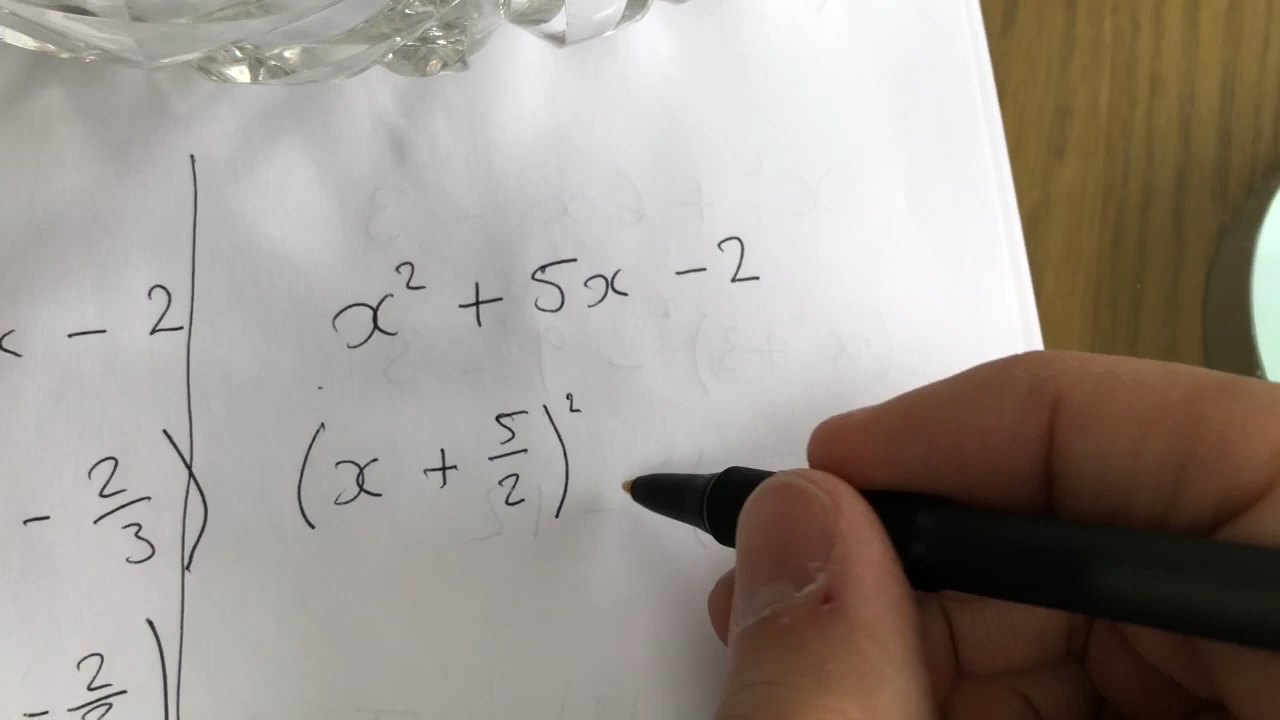 x² + 5x - 2
(x + 5/2)²
x - 2
- 2/3)